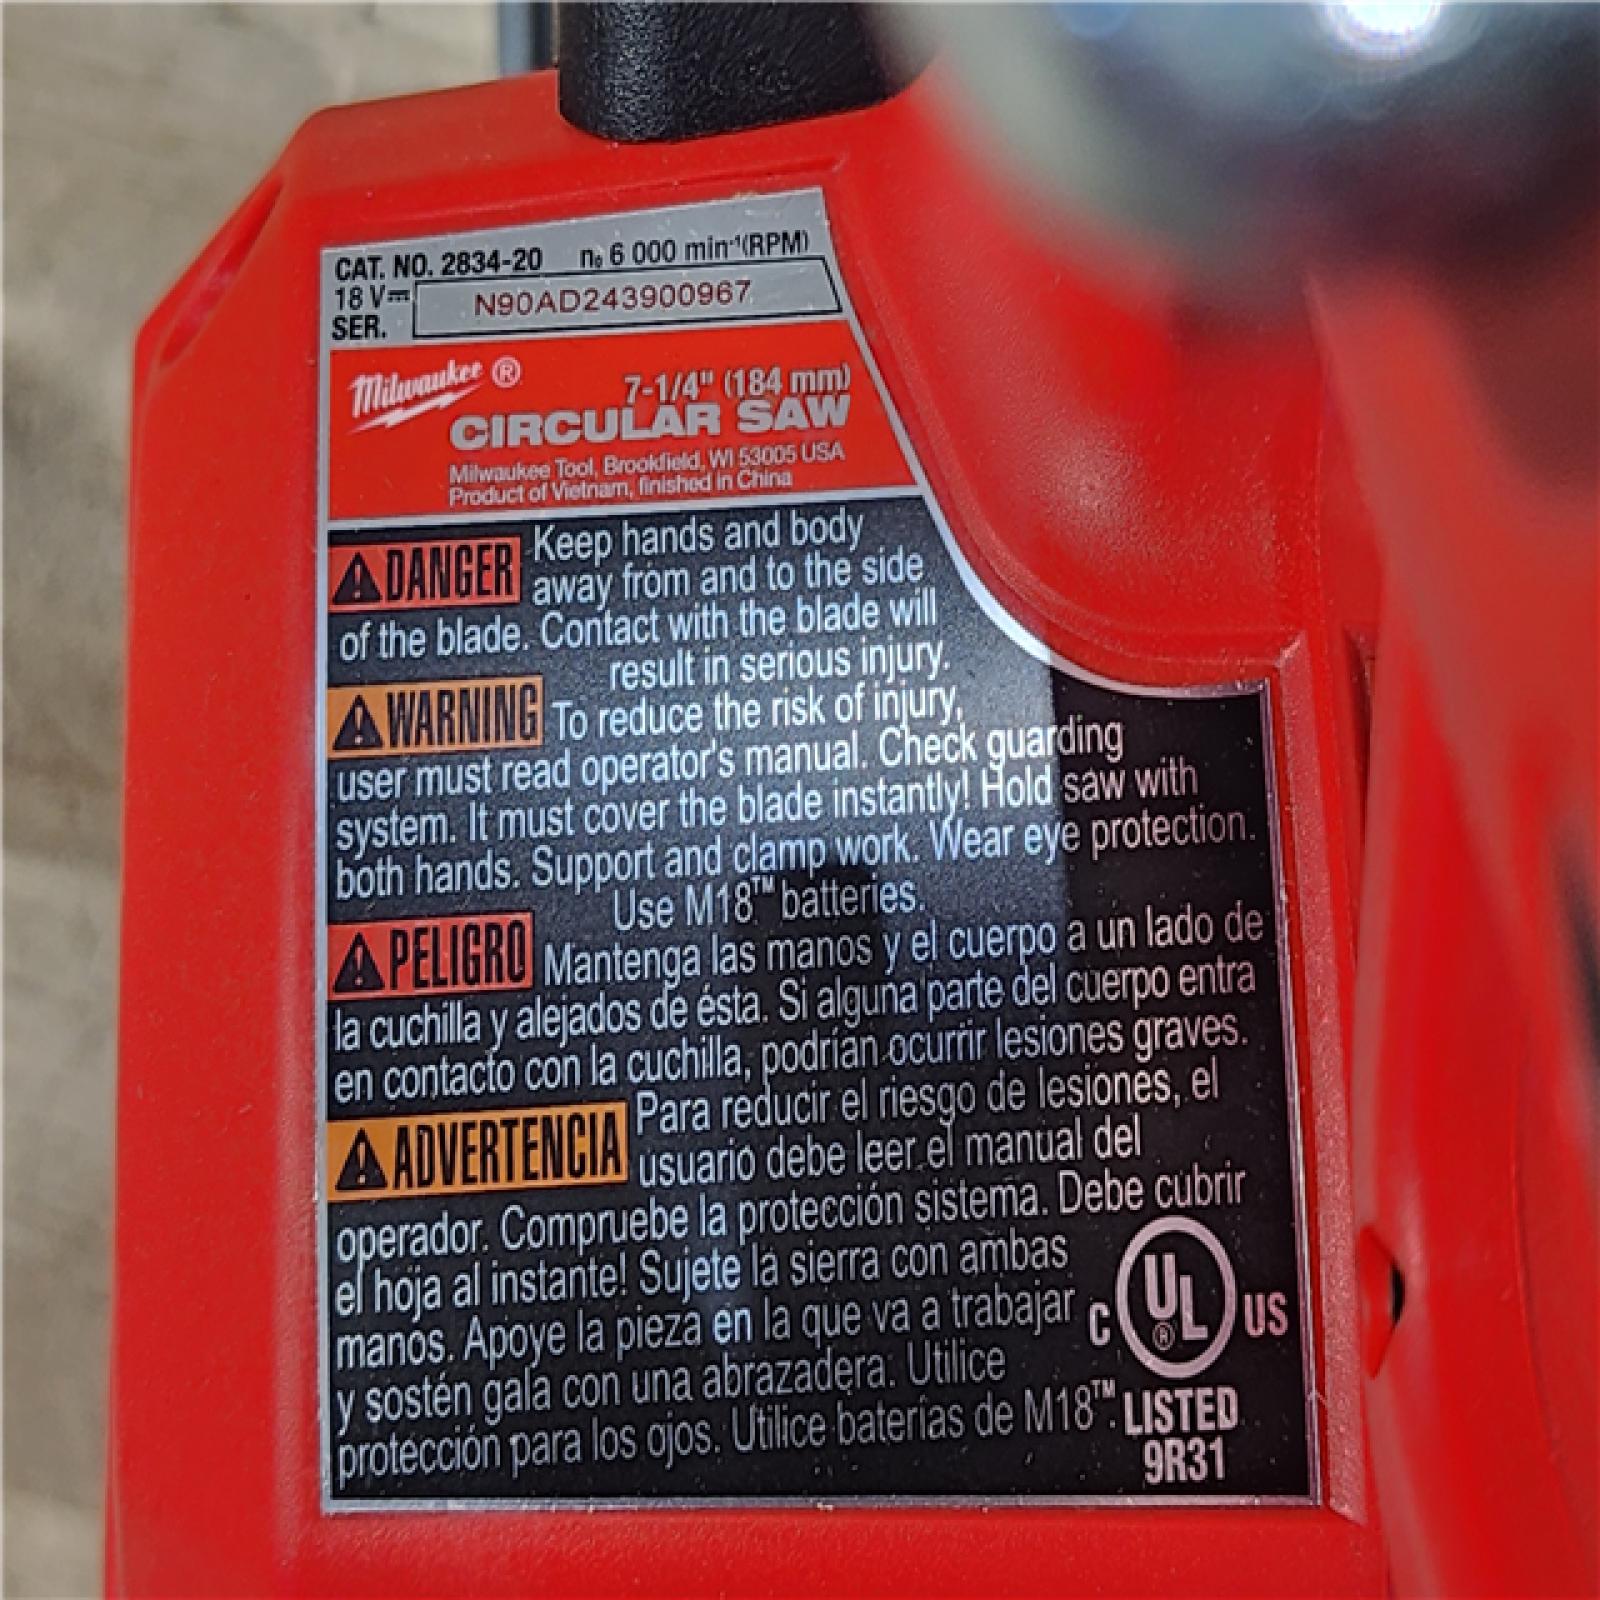 CAT. NO. 2834-20 n₀ 6 000 min⁻¹(RPM)
18 V⎓
SER. N90AD243900967
Milwaukee ®
7-1/4" (184 mm)
CIRCULAR SAW
Milwaukee Tool, Brookfield, WI 53005 USA
Product of Vietnam, finished in China
⚠DANGER Keep hands and body
away from and to the side
of the blade. Contact with the blade will
result in serious injury.
⚠WARNING To reduce the risk of injury,
user must read operator's manual. Check guarding
system. It must cover the blade instantly! Hold saw with
both hands. Support and clamp work. Wear eye protection.
Use M18™ batteries.
⚠PELIGRO Mantenga las manos y el cuerpo a un lado de
la cuchilla y alejados de ésta. Si alguna parte del cuerpo entra
en contacto con la cuchilla, podrían ocurrir lesiones graves.
⚠ADVERTENCIA Para reducir el riesgo de lesiones, el
usuario debe leer el manual del
operador. Compruebe la protección sistema. Debe cubrir
el hoja al instante! Sujete la sierra con ambas
manos. Apoye la pieza en la que va a trabajar
y sostén gala con una abrazadera. Utilice
protección para los ojos. Utilice baterías de M18™.
C UL ® US
LISTED
9R31